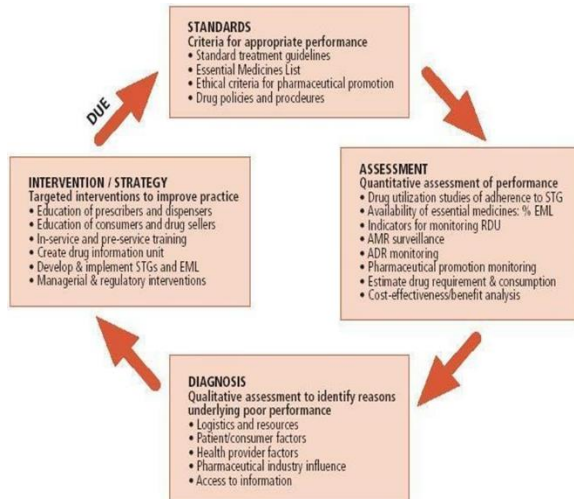 STANDARDS
Criteria for appropriate performance
• Standard treatment guidelines
• Essential Medicines List
• Ethical criteria for pharmaceutical promotion
• Drug policies and procdeures
DUE
INTERVENTION / STRATEGY
Targeted interventions to improve practice
• Education of prescribers and dispensers
• Education of consumers and drug sellers
• In-service and pre-service training
• Create drug information unit
• Develop & implement STGs and EML
• Managerial & regulatory interventions
ASSESSMENT
Quantitative assessment of performance
• Drug utilization studies of adherence to STG
• Availability of essential medicines: % EML
• Indicators for monitoring RDU
• AMR surveillance
• ADR monitoring
• Pharmaceutical promotion monitoring
• Estimate drug requirement & consumption
• Cost-effectiveness/benefit analysis
DIAGNOSIS
Qualitative assessment to identify reasons
underlying poor performance
• Logistics and resources
• Patient/consumer factors
• Health provider factors
• Pharmaceutical industry influence
• Access to information